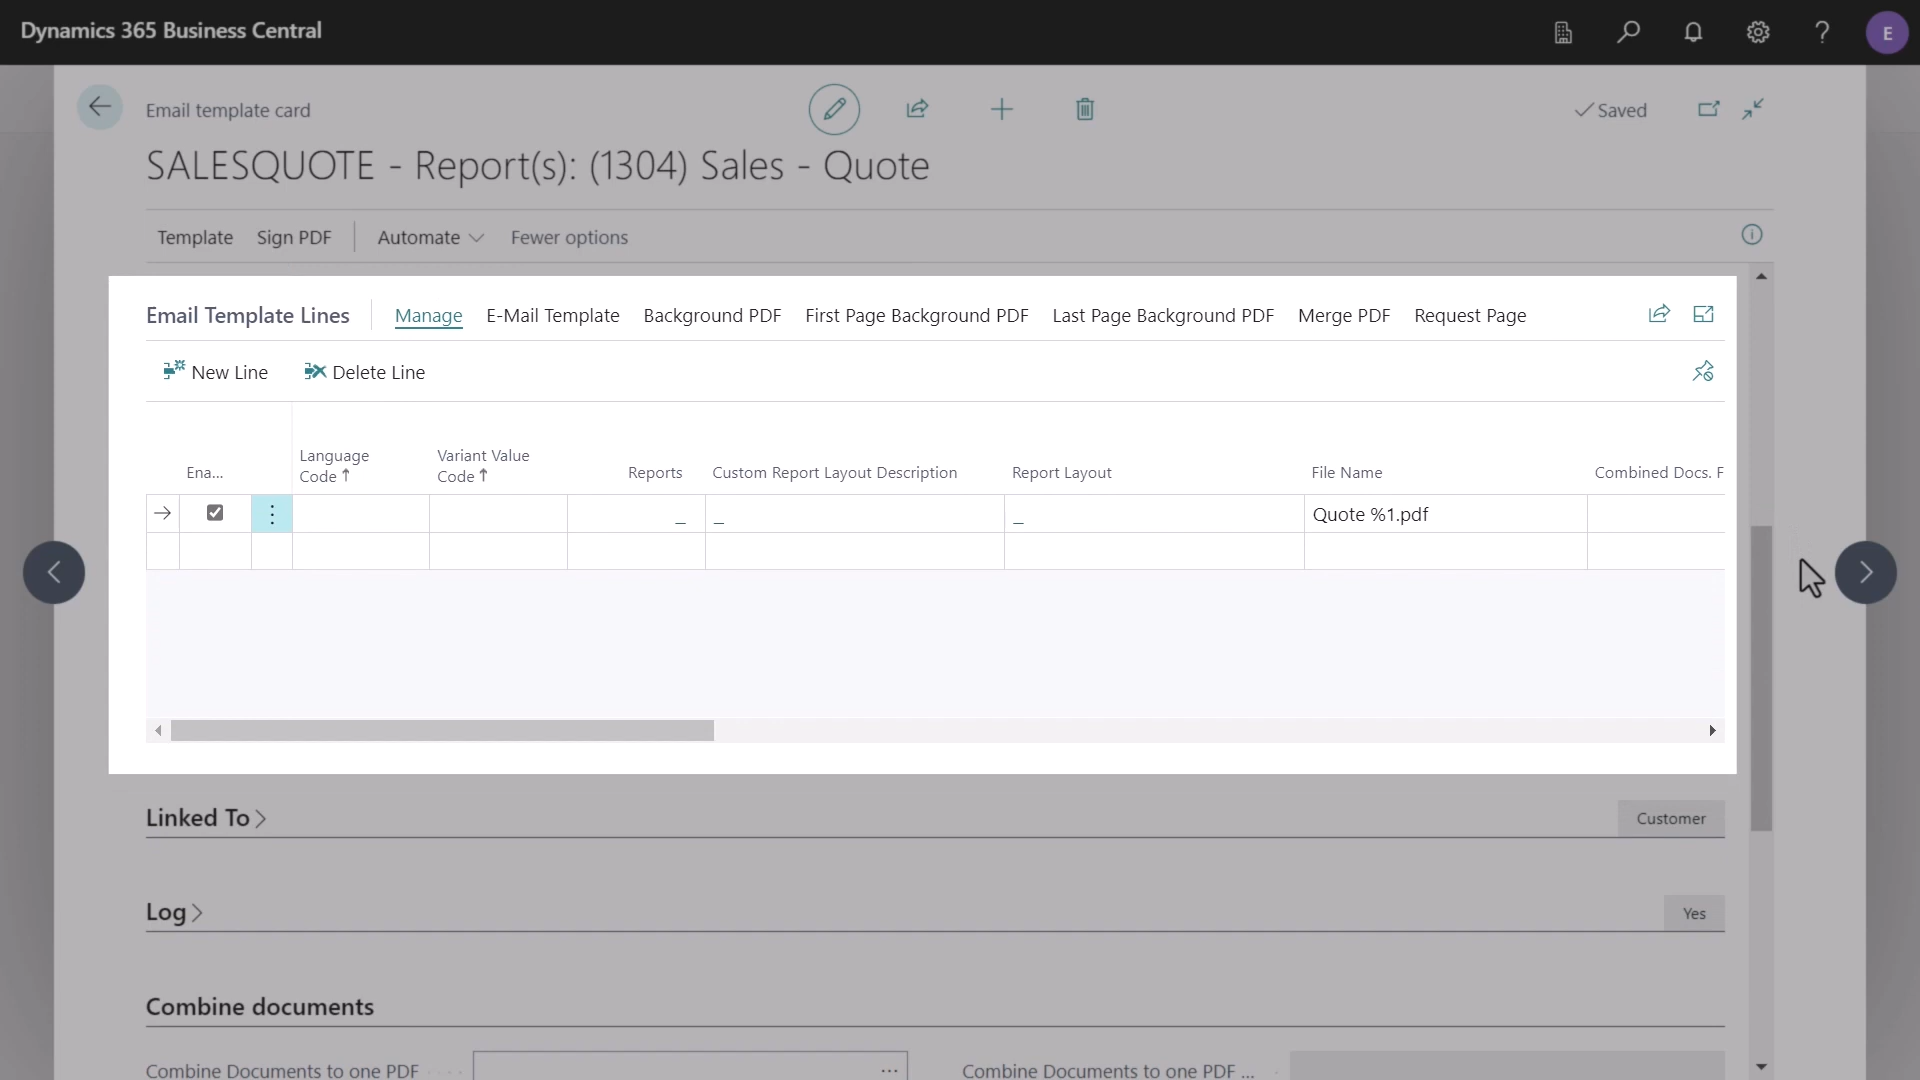 Dynamics 365 Business Central
E
Email template card
Saved
SALESQUOTE - Report(s): (1304) Sales - Quote
Template Sign PDF Automate Fewer options
Email Template Lines Manage E-Mail Template Background PDF First Page Background PDF Last Page Background PDF Merge PDF Request Page
New Line Delete Line
Ena... Language Code ↑ Variant Value Code ↑ Reports Custom Report Layout Description Report Layout File Name Combined Docs. F
_ _ _ Quote %1.pdf
Linked To Customer
Log Yes
Combine documents
Combine Documents to one PDF ... Combine Documents to one PDF ...